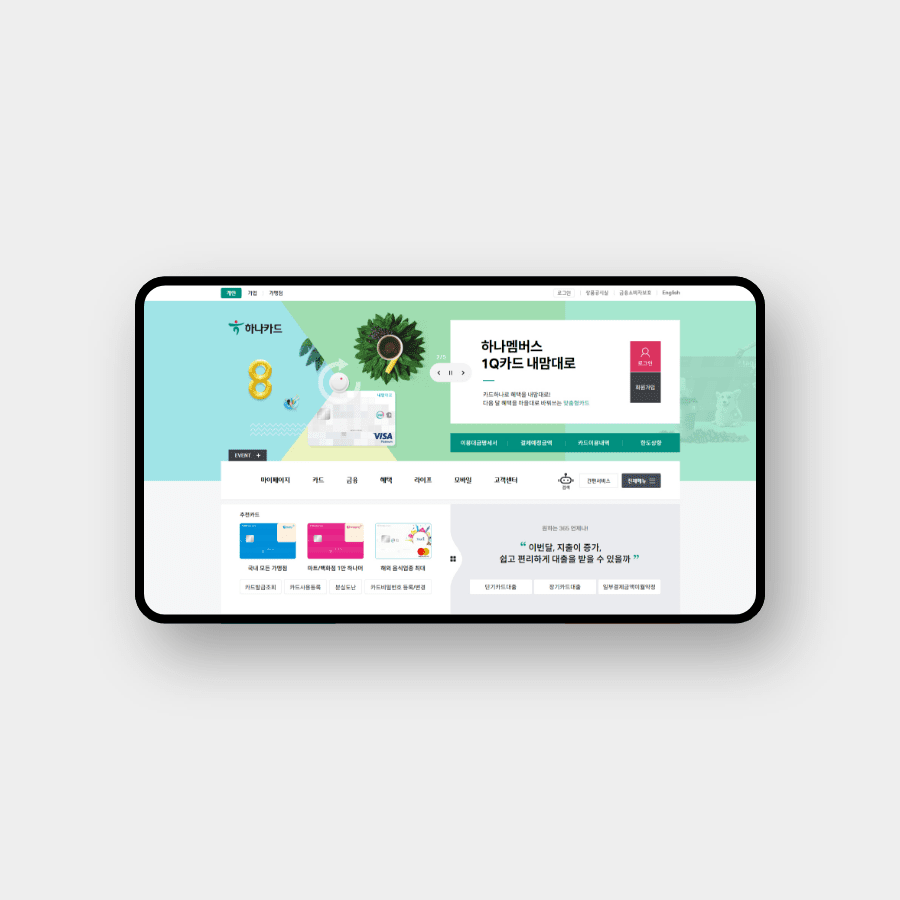 개인 기업 가맹점
로그인 상품공시실 금융소비자보호 English
하나카드
8
하나멤버스
1Q카드 내맘대로
카드하나로 혜택을 내맘대로!
다음 달 혜택을 마음대로 바꿔쓰는 맞춤형카드
로그인
회원가입
내맘대로
VISA
이용대금명세서 결제예정금액 카드이용내역 한도상향
EVENT +
마이페이지 카드 금융 혜택 라이프 모바일 고객센터
검색
간편서비스
전체메뉴
추천카드
국내 모든 가맹점 마트/백화점 1만 하나머 해외 음식업종 최대
카드발급조회 카드사용등록 분실도난 카드비밀번호 등록/변경
원하는 365 언제나!
“ 이번달, 지출이 증가,
쉽고 편리하게 대출을 받을 수 있을까 ”
단기카드대출 장기카드대출 일부결제금액이월약정